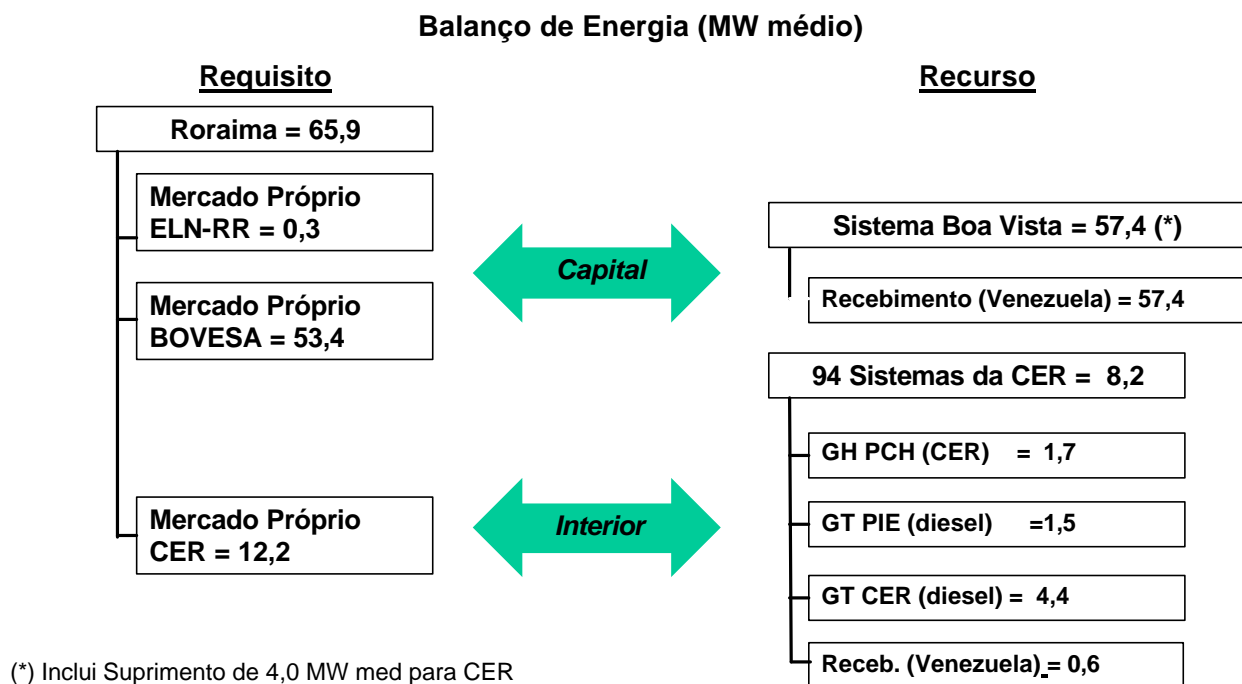 Balanço de Energia (MW médio)
Requisito
Roraima = 65,9
Mercado Próprio
ELN-RR = 0,3
Mercado Próprio
BOVESA = 53,4
Mercado Próprio
CER = 12,2
Capital
Interior
Recurso
Sistema Boa Vista = 57,4 (*)
Recebimento (Venezuela) = 57,4
94 Sistemas da CER = 8,2
GH PCH (CER) = 1,7
GT PIE (diesel) =1,5
GT CER (diesel) = 4,4
Receb. (Venezuela) = 0,6
(*) Inclui Suprimento de 4,0 MW med para CER